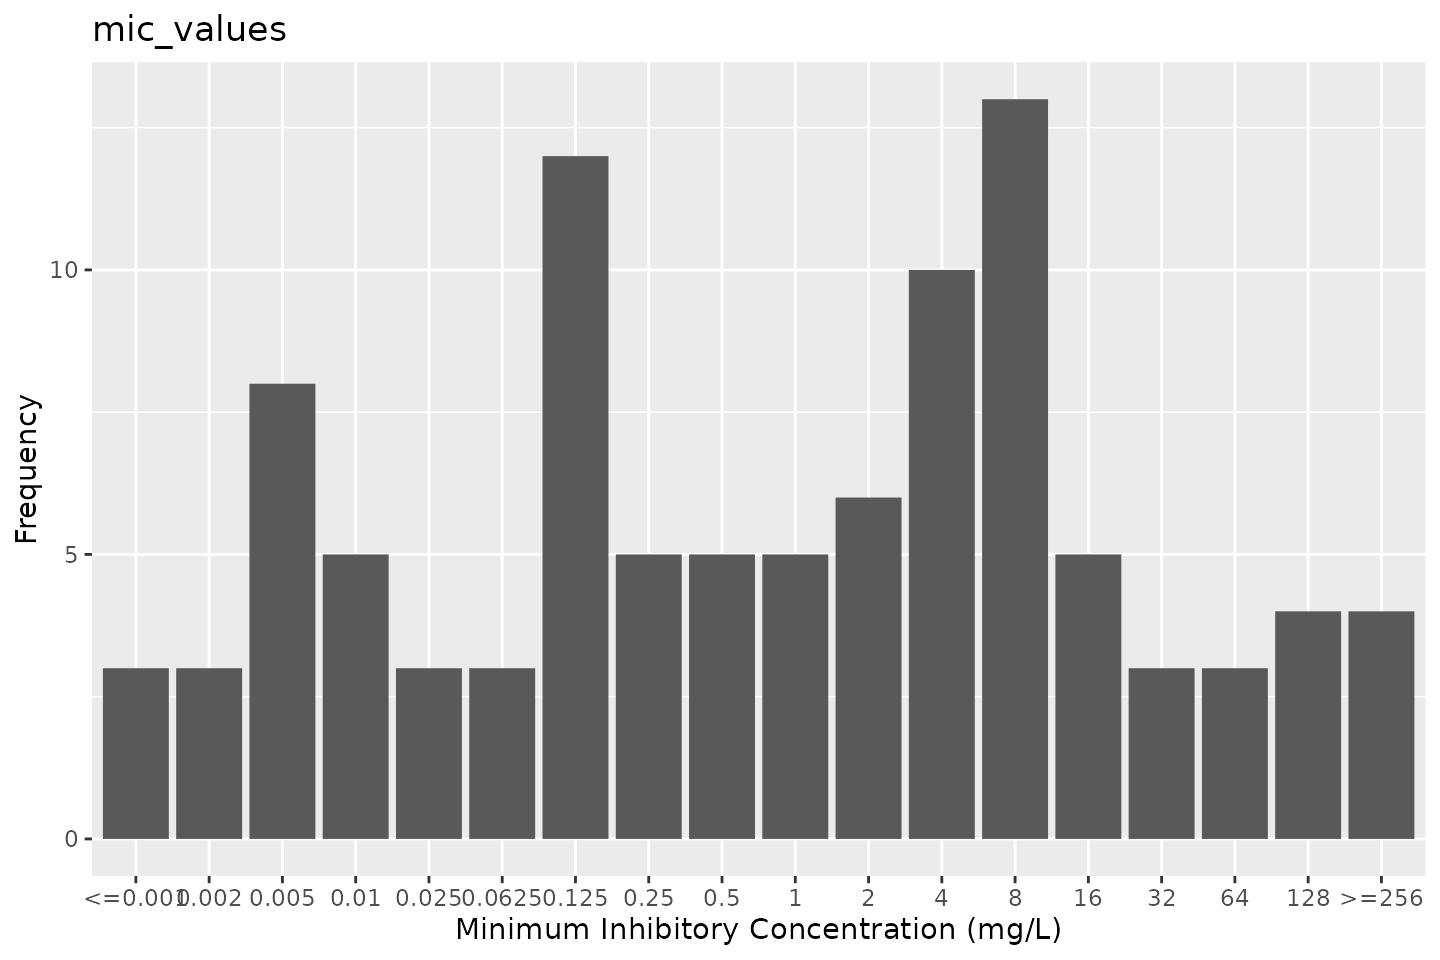 mic_values
10
5
0
Frequency
<=0.001 0.002 0.005 0.01 0.025 0.0625 0.125 0.25 0.5 1 2 4 8 16 32 64 128 >=256
Minimum Inhibitory Concentration (mg/L)